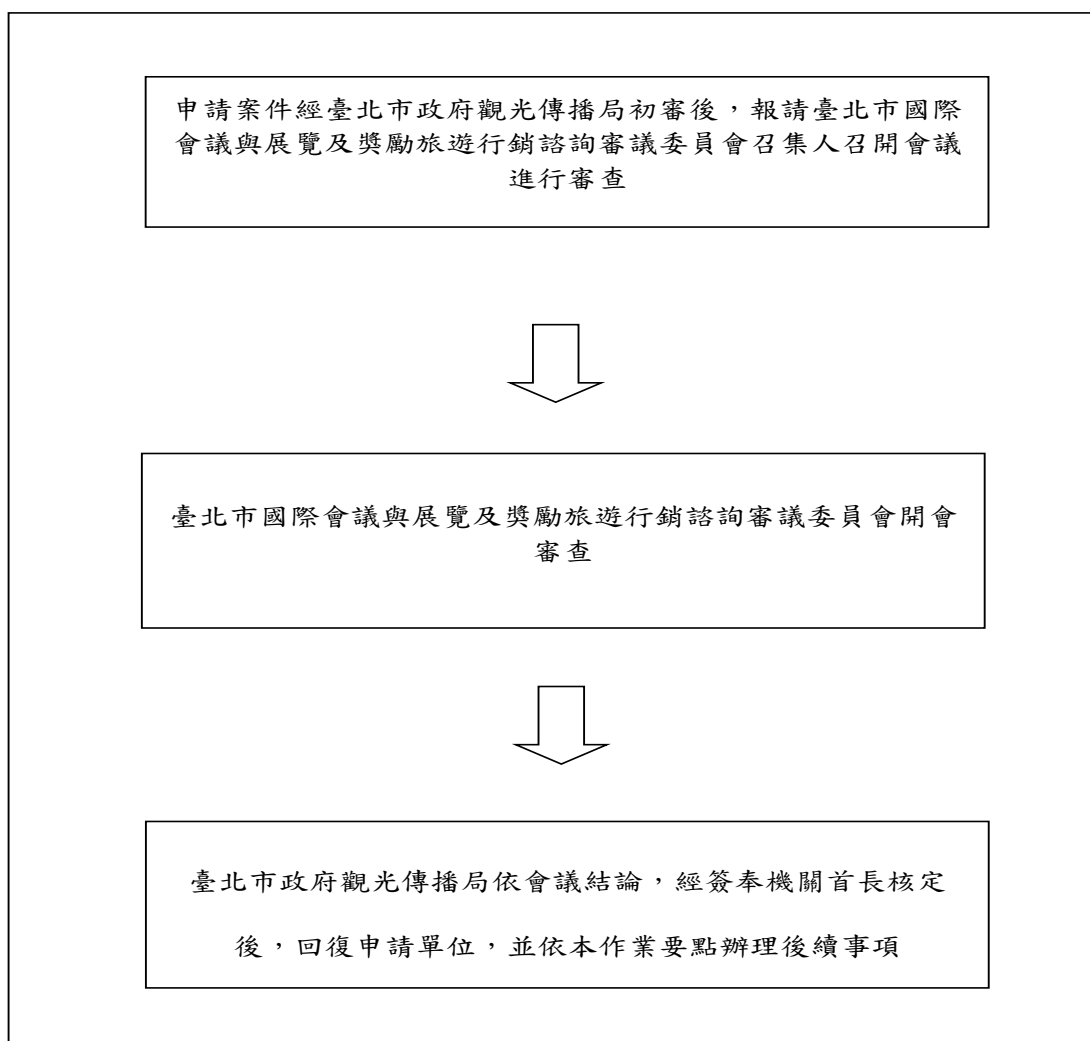 申請案件經臺北市政府觀光傳播局初審後，報請臺北市國際
會議與展覽及獎勵旅遊行銷諮詢審議委員會召集人召開會議
進行審查
臺北市國際會議與展覽及獎勵旅遊行銷諮詢審議委員會開會
審查
臺北市政府觀光傳播局依會議結論，經簽奉機關首長核定
後，回復申請單位，並依本作業要點辦理後續事項